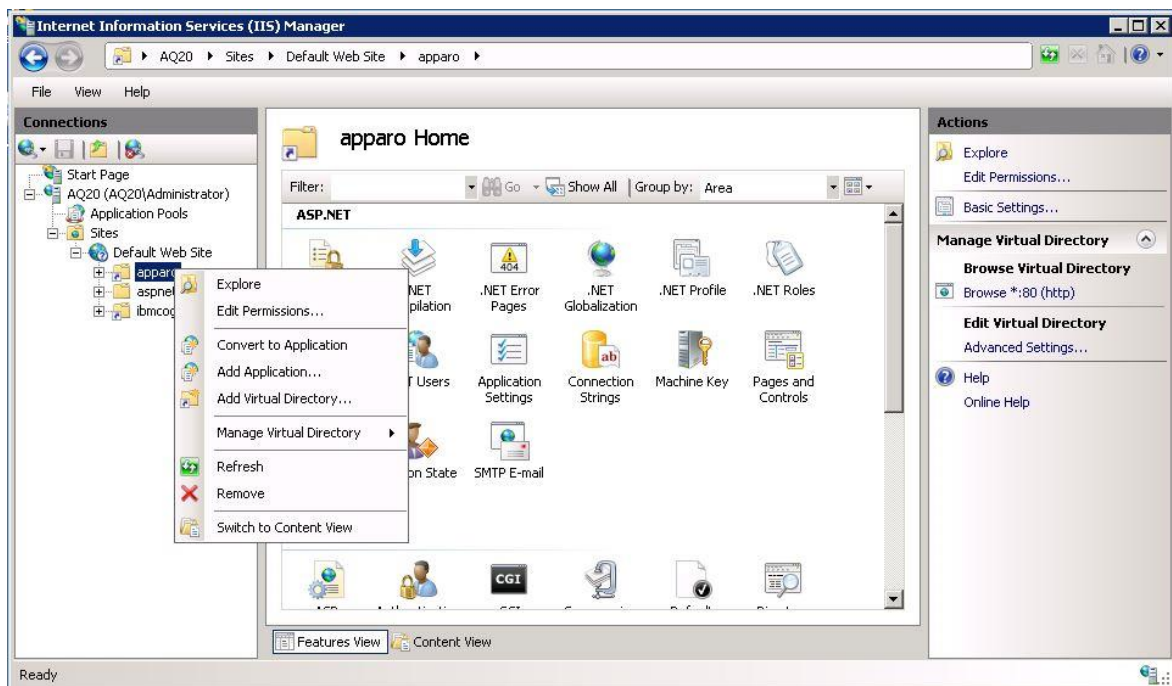 Internet Information Services (IIS) Manager
AQ20 Sites Default Web Site apparo
File View Help
Connections
Start Page
AQ20 (AQ20\Administrator)
Application Pools
Sites
Default Web Site
apparo
aspnet
ibmcog
Explore
Edit Permissions...
Convert to Application
Add Application...
Add Virtual Directory...
Manage Virtual Directory
Refresh
Remove
Switch to Content View
apparo Home
Filter: Go Show All Group by: Area
ASP.NET
404
.NET Error
Pages
.NET
Globalization
.NET Profile
.NET Roles
Application
Settings
ab
Connection
Strings
Machine Key
Pages and
Controls
State
SMTP E-mail
CGI
Features View Content View
Actions
Explore
Edit Permissions...
Basic Settings...
Manage Virtual Directory
Browse Virtual Directory
Browse *:80 (http)
Edit Virtual Directory
Advanced Settings...
Help
Online Help
Ready